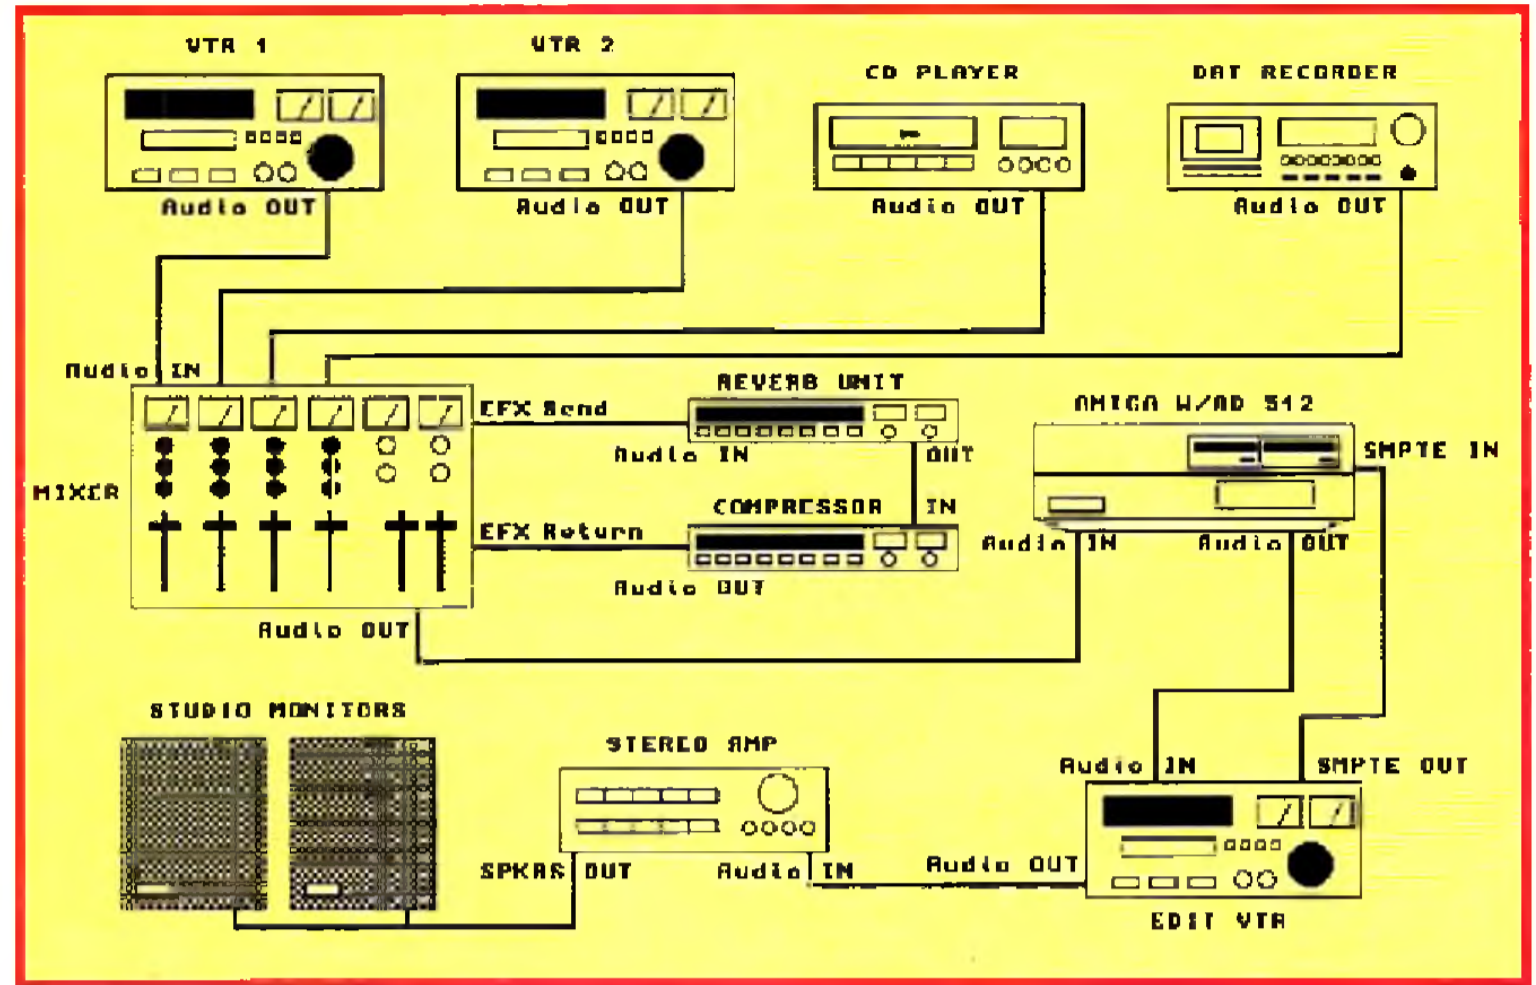 VTR 1
VTR 2
CD PLAYER
DAT RECORDER
Audio OUT
Audio OUT
Audio OUT
Audio OUT
Audio IN
MIXER
EFX Send
REVERB UNIT
Audio IN
OUT
COMPRESSOR
IN
EFX Return
Audio OUT
AMIGA W/AD 512
SMPTE IN
Audio IN
Audio OUT
Audio OUT
STUDIO MONITORS
STEREO AMP
SPKRS OUT
Audio IN
Audio OUT
Audio IN
SMPTE OUT
EDIT VTR